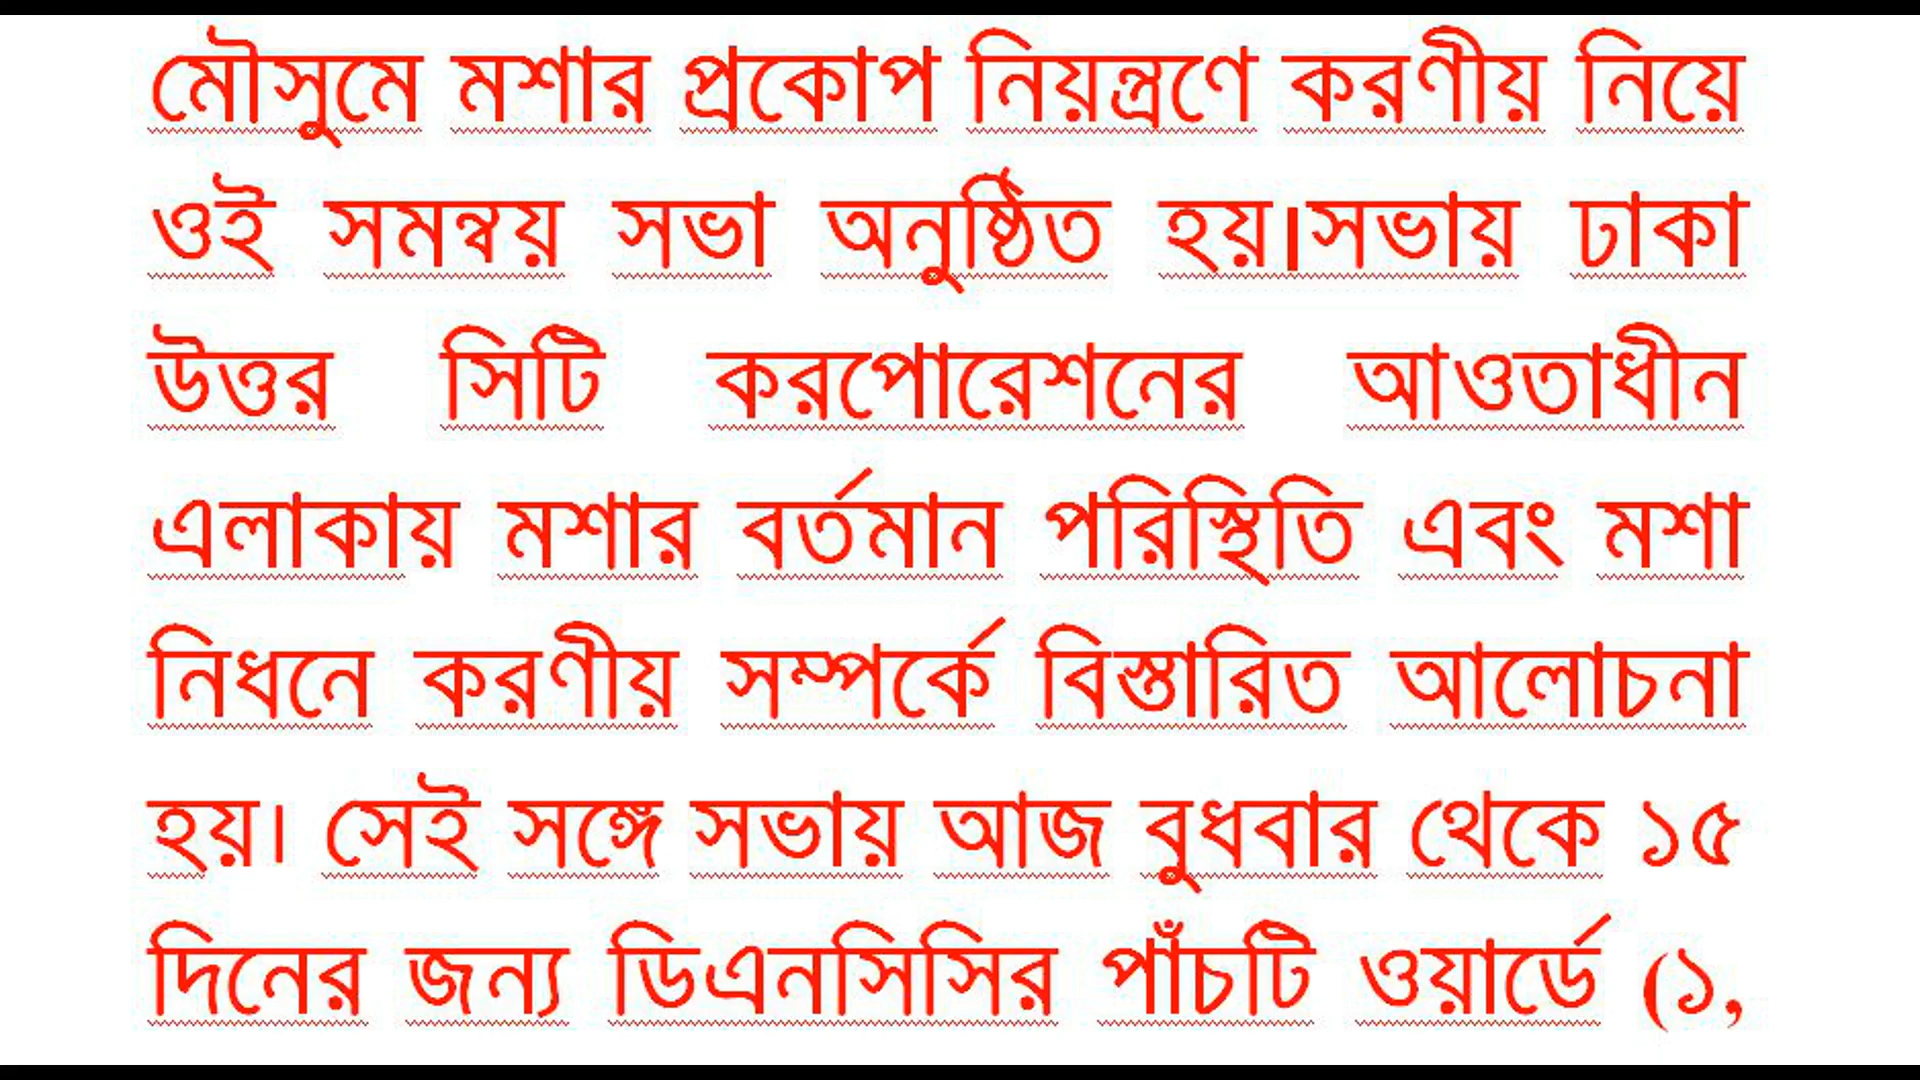 মৌসুমে মশার প্রকোপ নিয়ন্ত্রণে করণীয় নিয়ে
ওই সমন্বয় সভা অনুষ্ঠিত হয়।সভায় ঢাকা
উত্তর সিটি করপোরেশনের আওতাধীন
এলাকায় মশার বর্তমান পরিস্থিতি এবং মশা
নিধনে করণীয় সম্পর্কে বিস্তারিত আলোচনা
হয়। সেই সঙ্গে সভায় আজ বুধবার থেকে ১৫
দিনের জন্য ডিএনসিসির পাঁচটি ওয়ার্ডে (১,